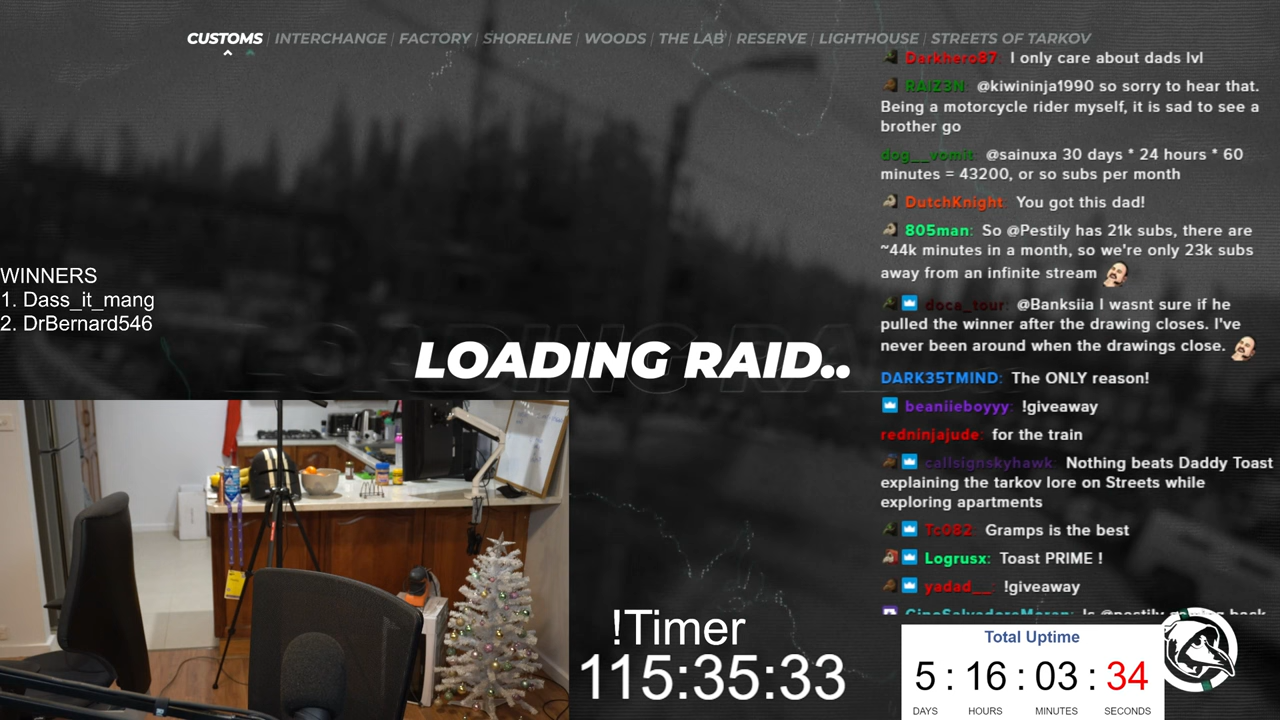 CUSTOMS | INTERCHANGE | FACTORY | SHORELINE | WOODS | THE LAB | RESERVE | LIGHTHOUSE | STREETS OF TARKOV
Darkhero87 I only care about dads lvl
RAIZ3N: @kiwininja1990 so sorry to hear that.
Being a motorcycle rider myself, it is sad to see a
brother go
dog__vomit: @sainuxa 30 days * 24 hours * 60
minutes = 43200, or so subs per month
DutchKnight: You got this dad!
805man: So @Pestily has 21k subs, there are
~44k minutes in a month, so we're only 23k subs
away from an infinite stream
doca_tour: @Banksiia I wasnt sure if he
pulled the winner after the drawing closes. I've
never been around when the drawings close.
DARK35TMIND: The ONLY reason!
beaniieboyyy: !giveaway
redninjajude: for the train
callsignskyhawk: Nothing beats Daddy Toast
explaining the tarkov lore on Streets while
exploring apartments
Tc082: Gramps is the best
Logrusx: Toast PRIME !
yadad__: !giveaway
WINNERS
1. Dass_it_mang
2. DrBernard546
LOADING RAID..
!Timer
115:35:33
Total Uptime
5 : 16 : 03 : 34
DAYS HOURS MINUTES SECONDS